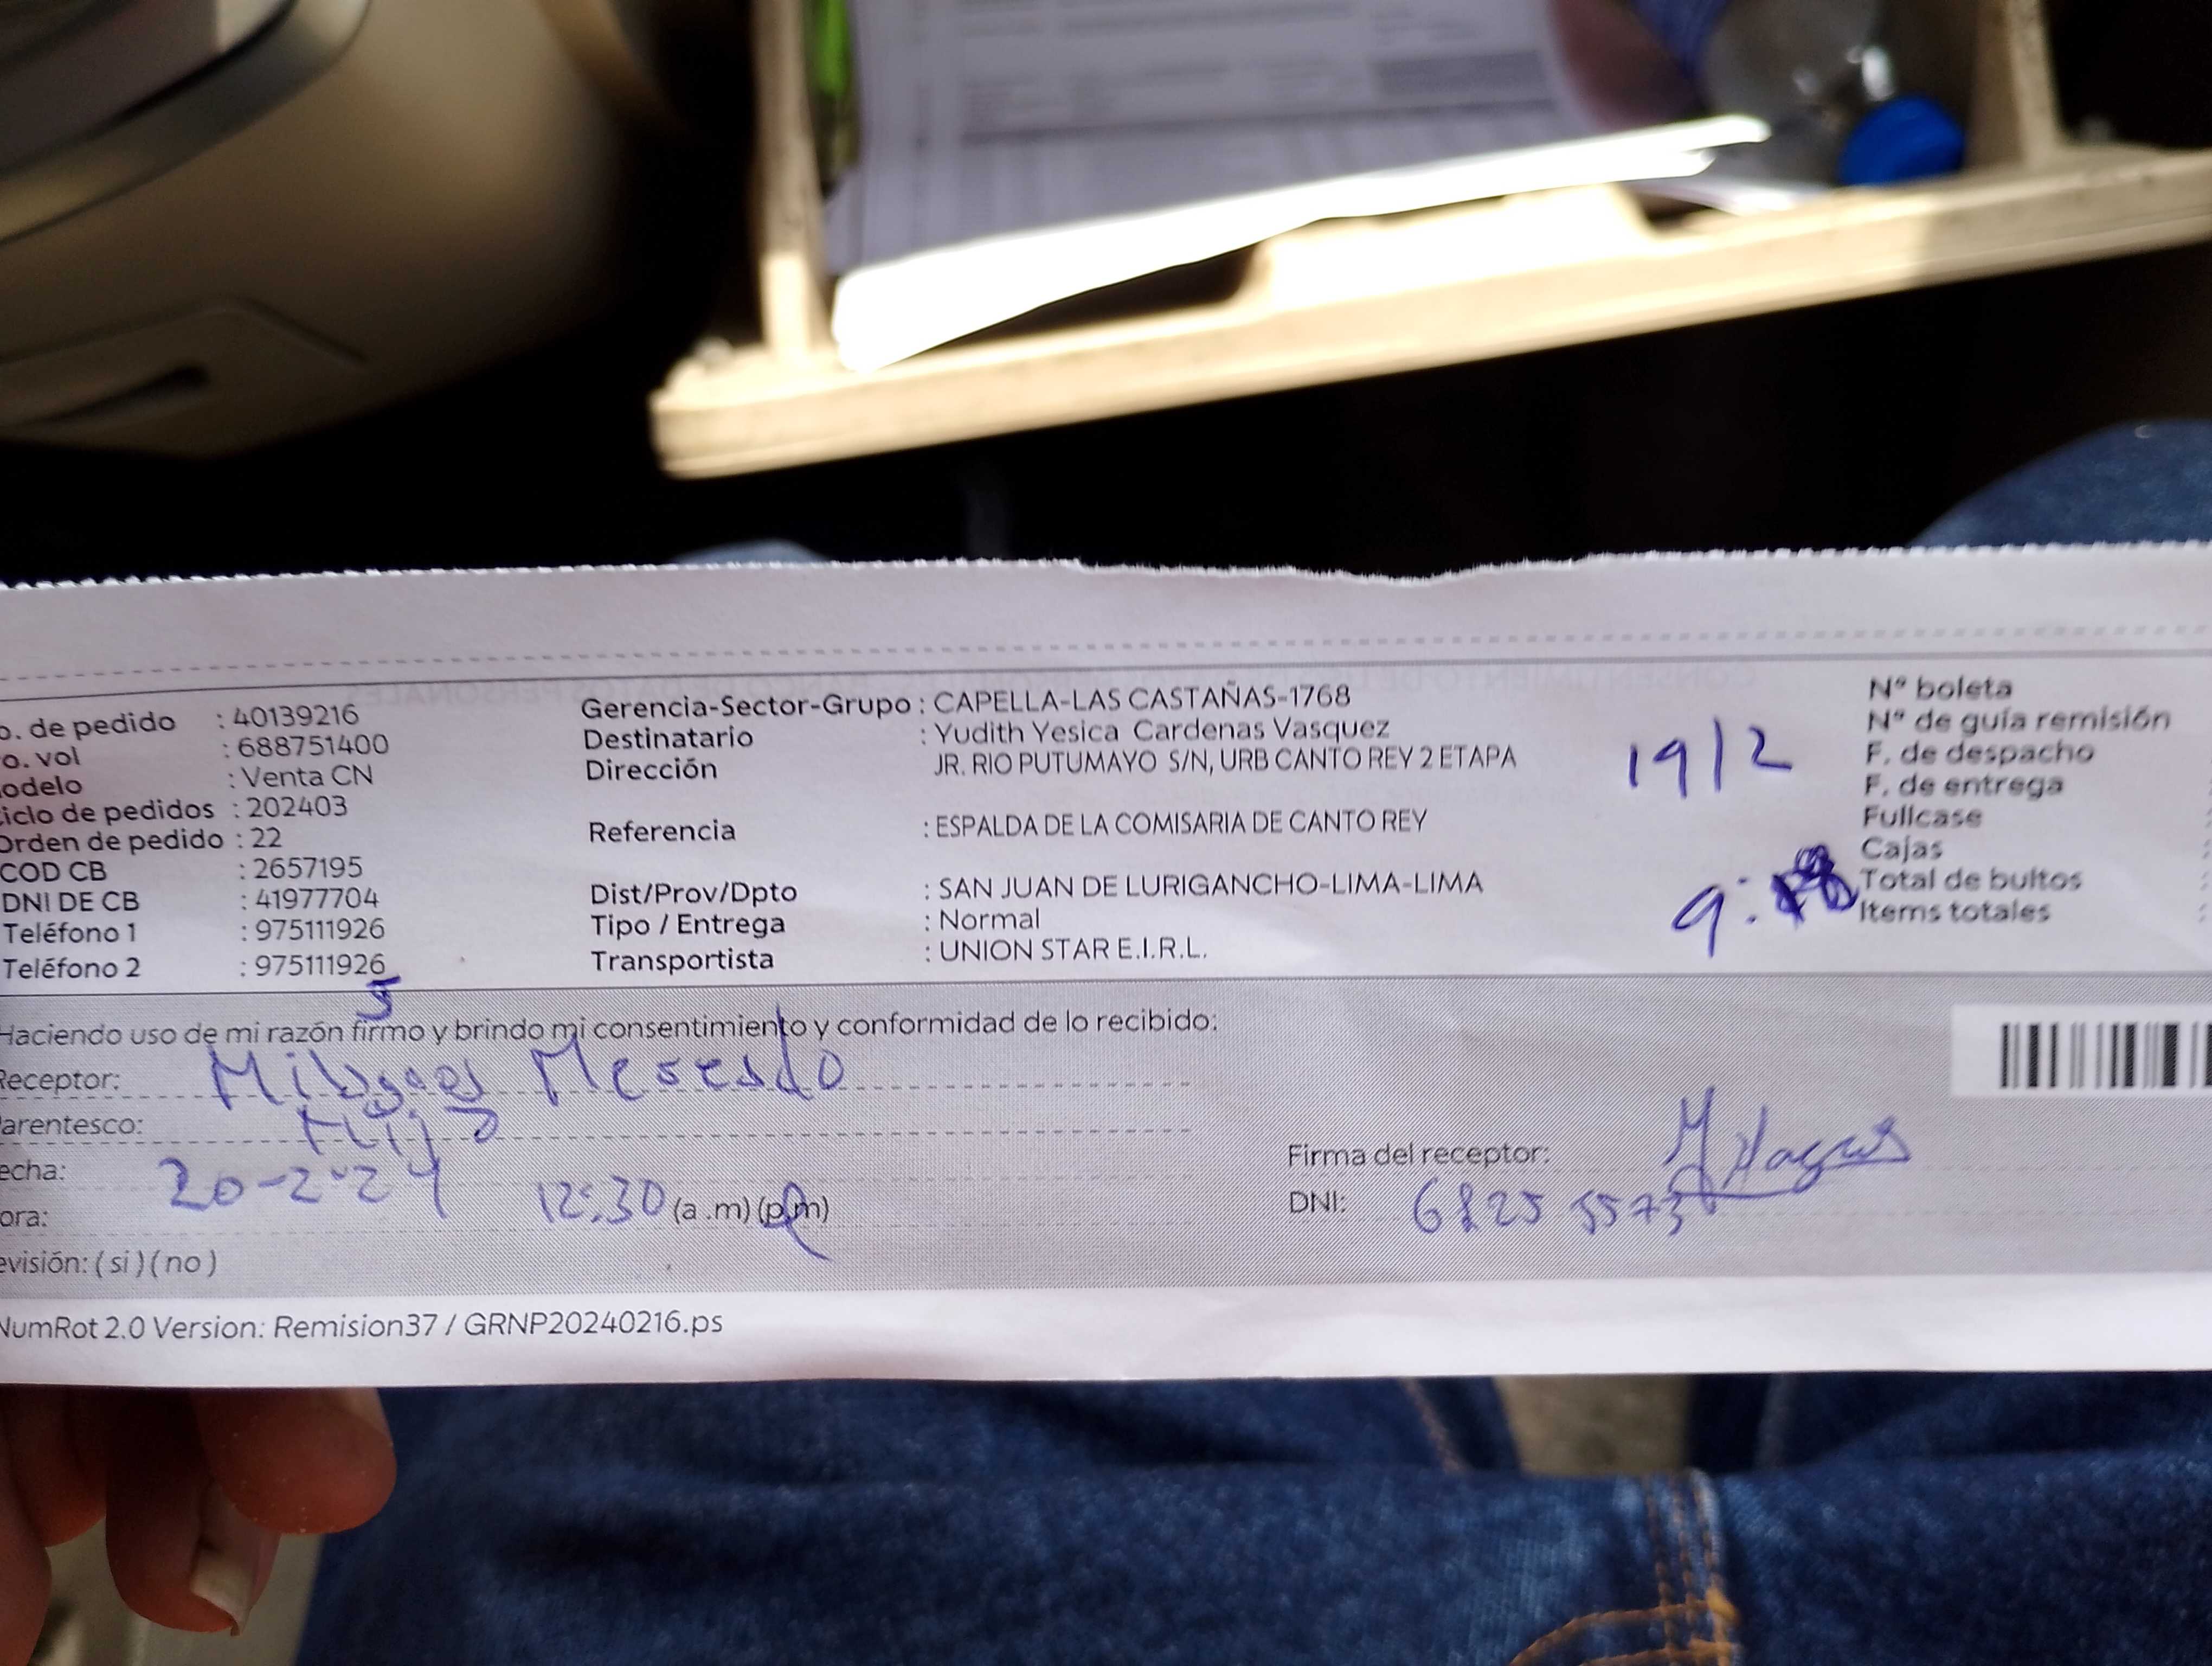 o. de pedido : 40139216
o. vol : 688751400
odelo : Venta CN
iclo de pedidos : 202403
Orden de pedido : 22
COD CB : 2657195
DNI DE CB : 41977704
Teléfono 1 : 975111926
Teléfono 2 : 975111926
5
Gerencia-Sector-Grupo : CAPELLA-LAS CASTAÑAS-1768
Destinatario : Yudith Yesica Cardenas Vasquez
Dirección JR. RIO PUTUMAYO S/N, URB CANTO REY 2 ETAPA
Referencia : ESPALDA DE LA COMISARIA DE CANTO REY
Dist/Prov/Dpto : SAN JUAN DE LURIGANCHO-LIMA-LIMA
Tipo / Entrega : Normal
Transportista : UNION STAR E.I.R.L.
19/2
9:
Nº boleta
Nº de guía remisión
F. de despacho
F. de entrega
Fullcase
Cajas
Total de bultos
Items totales
Haciendo uso de mi razón firmo y brindo mi consentimiento y conformidad de lo recibido:
Receptor: Milagros
arentesco: Hija
echa: 20-2-24
ora: 12:30 (a .m) (p.m)
evisión: ( si ) ( no )
Firma del receptor: Milagros
DNI:
NumRot 2.0 Version: Remision37 / GRNP20240216.ps